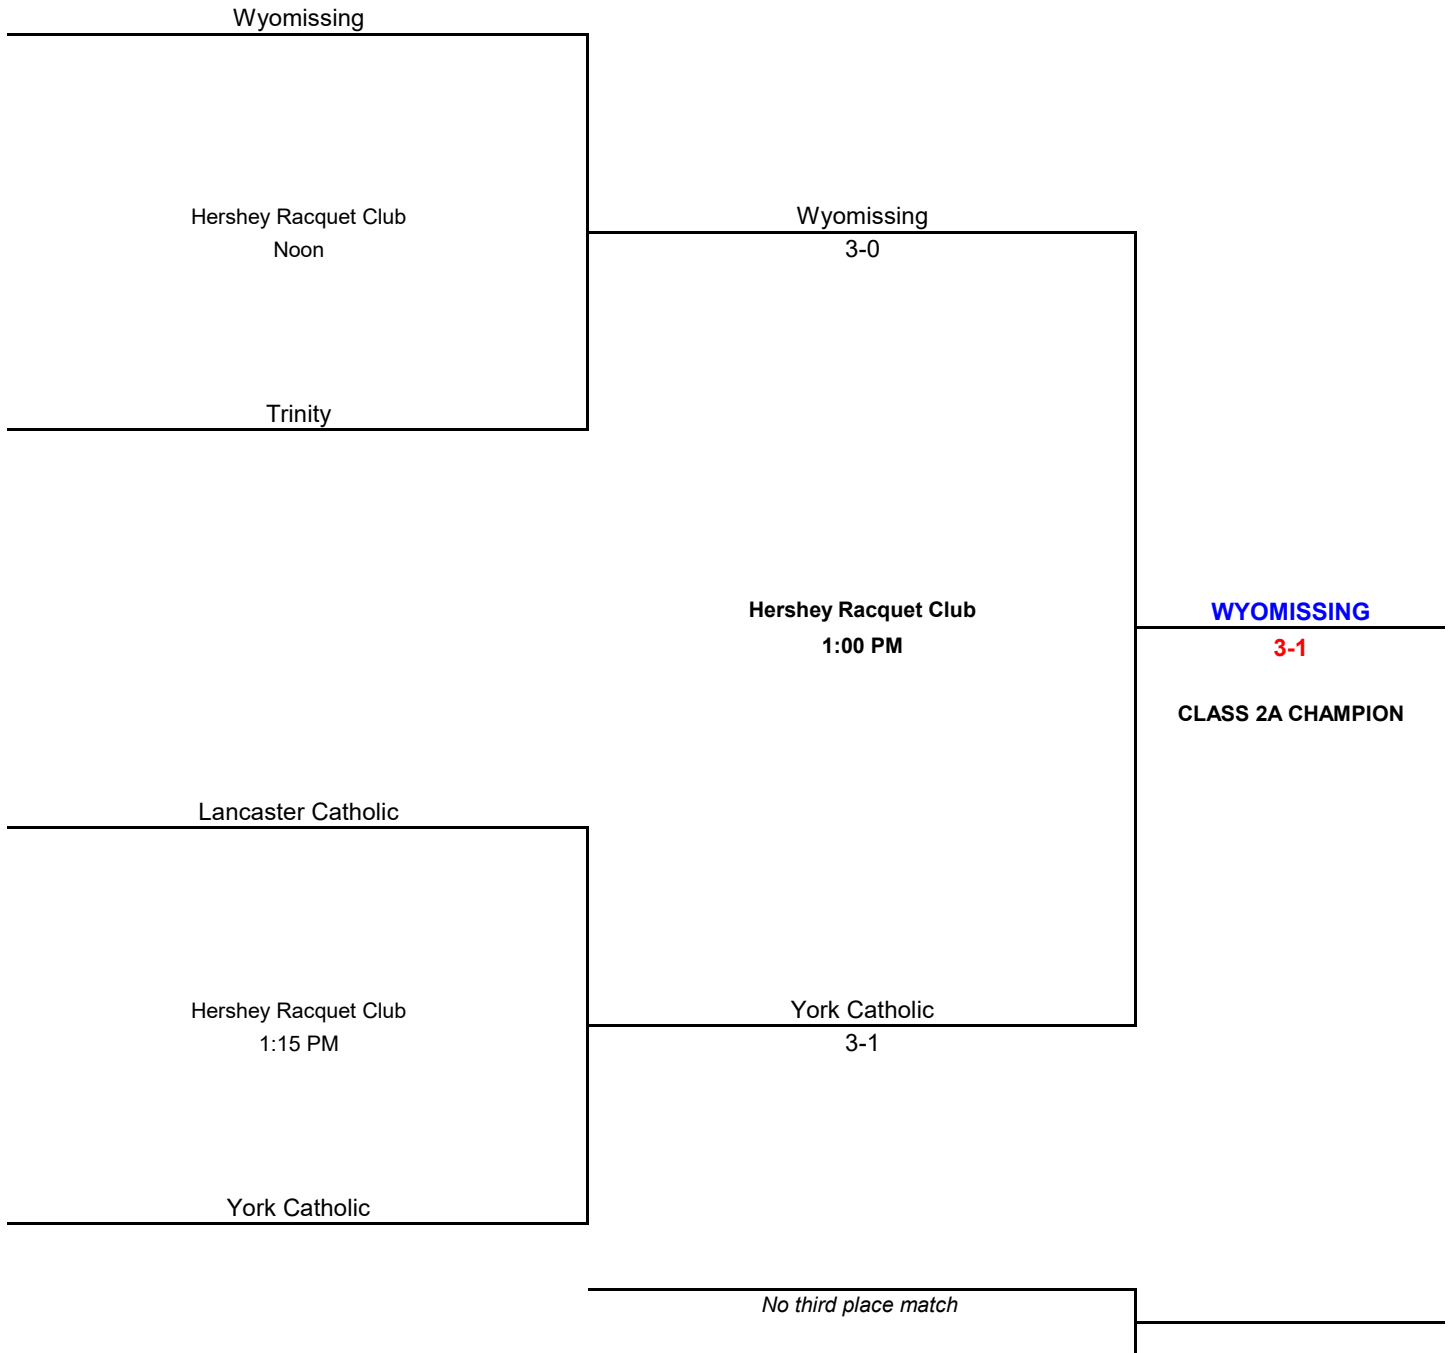 Wyomissing
Hershey Racquet Club
Noon
Wyomissing
3-0
Trinity
Hershey Racquet Club
1:00 PM
WYOMISSING
3-1
CLASS 2A CHAMPION
Lancaster Catholic
Hershey Racquet Club
1:15 PM
York Catholic
3-1
York Catholic
No third place match